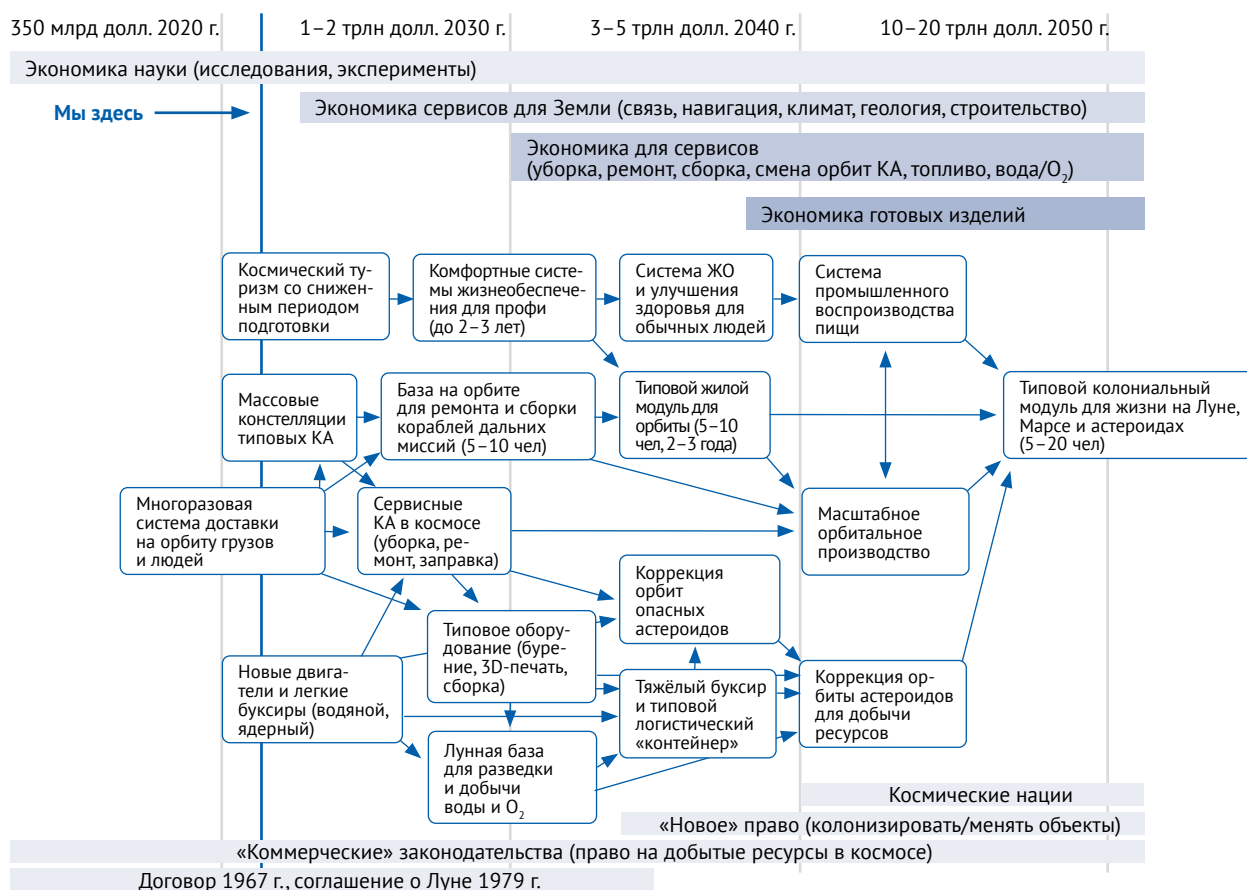 350 млрд долл. 2020 г.
1–2 трлн долл. 2030 г.
3–5 трлн долл. 2040 г.
10–20 трлн долл. 2050 г.
Экономика науки (исследования, эксперименты)
Мы здесь
Экономика сервисов для Земли (связь, навигация, климат, геология, строительство)
Экономика для сервисов
(уборка, ремонт, сборка, смена орбит КА, топливо, вода/O₂)
Экономика готовых изделий
Космический ту-
ризм со снижен-
ным периодом
подготовки
Комфортные систе-
мы жизнеобеспече-
ния для профи
(до 2–3 лет)
Система ЖО
и улучшения
здоровья для
обычных людей
Система
промышленного
воспроизводства
пищи
Массовые
констелляции
типовых КА
База на орбите
для ремонта и сборки
кораблей дальних
миссий (5–10 чел)
Типовой жилой
модуль для
орбиты (5–10
чел, 2–3 года)
Типовой колониальный
модуль для жизни на Луне,
Марсе и астероидах
(5–20 чел)
Многоразовая
система доставки
на орбиту грузов
и людей
Сервисные
КА в космосе
(уборка, ре-
монт, заправка)
Масштабное
орбитальное
производство
Коррекция
орбит
опасных
астероидов
Типовое обору-
дование (буре-
ние, 3D-печать,
сборка)
Новые двига-
тели и легкие
буксиры (водяной,
ядерный)
Тяжёлый буксир
и типовой
логистический
«контейнер»
Коррекция ор-
биты астероидов
для добычи
ресурсов
Лунная база
для разведки
и добычи
воды и O₂
Космические нации
«Новое» право (колонизировать/менять объекты)
«Коммерческие» законодательства (право на добытые ресурсы в космосе)
Договор 1967 г., соглашение о Луне 1979 г.